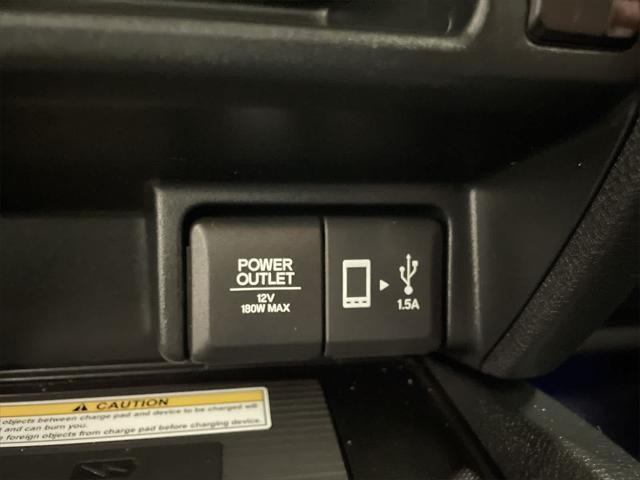 POWER
OUTLET
12V
180W MAX
1.5A
CAUTION
objects between charge pad and device to be charged will
and can burn you.
foreign objects from charge pad before charging device.